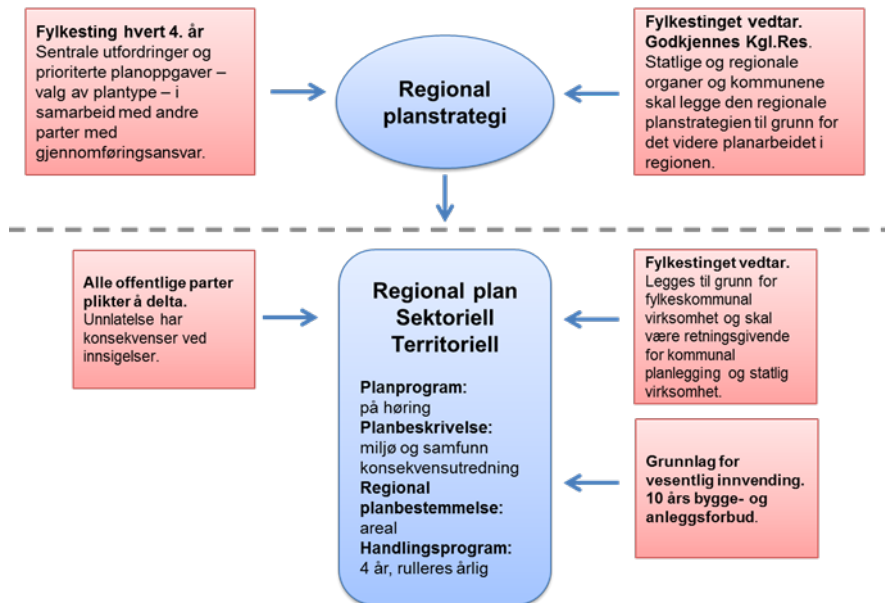 Fylkesting hvert 4. år
Sentrale utfordringer og
prioriterte planoppgaver –
valg av plantype – i
samarbeid med andre
parter med
gjennomføringsansvar.
Regional
planstrategi
Fylkestinget vedtar.
Godkjennes Kgl.Res.
Statlige og regionale
organer og kommunene
skal legge den regionale
planstrategien til grunn for
det videre planarbeidet i
regionen.
Alle offentlige parter
plikter å delta.
Unnlatelse har
konsekvenser ved
innsigelser.
Regional plan
Sektoriell
Territoriell
Planprogram:
på høring
Planbeskrivelse:
miljø og samfunn
konsekvensutredning
Regional
planbestemmelse:
areal
Handlingsprogram:
4 år, rulleres årlig
Fylkestinget vedtar.
Legges til grunn for
fylkeskommunal
virksomhet og skal
være retningsgivende
for kommunal
planlegging og statlig
virksomhet.
Grunnlag for
vesentlig innvending.
10 års bygge- og
anleggsforbud.